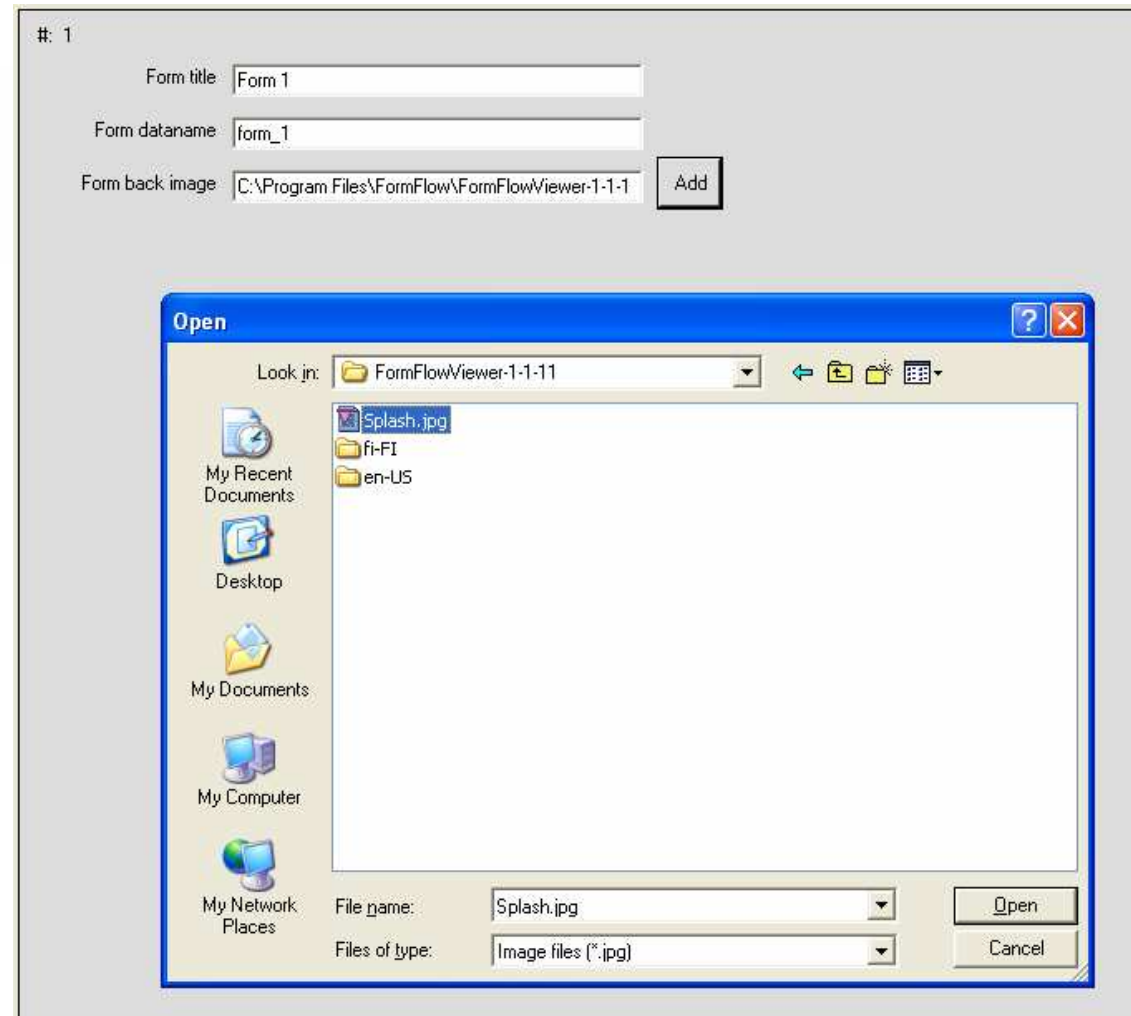 #: 1
Form title Form 1
Form dataname form_1
Form back image C:\Program Files\FormFlow\FormFlowViewer-1-1-1 Add
Open
Look in: FormFlowViewer-1-1-11
Splash.jpg
fi-FI
en-US
My Recent
Documents
Desktop
My Documents
My Computer
My Network
Places
File name: Splash.jpg Open
Files of type: Image files (*.jpg) Cancel